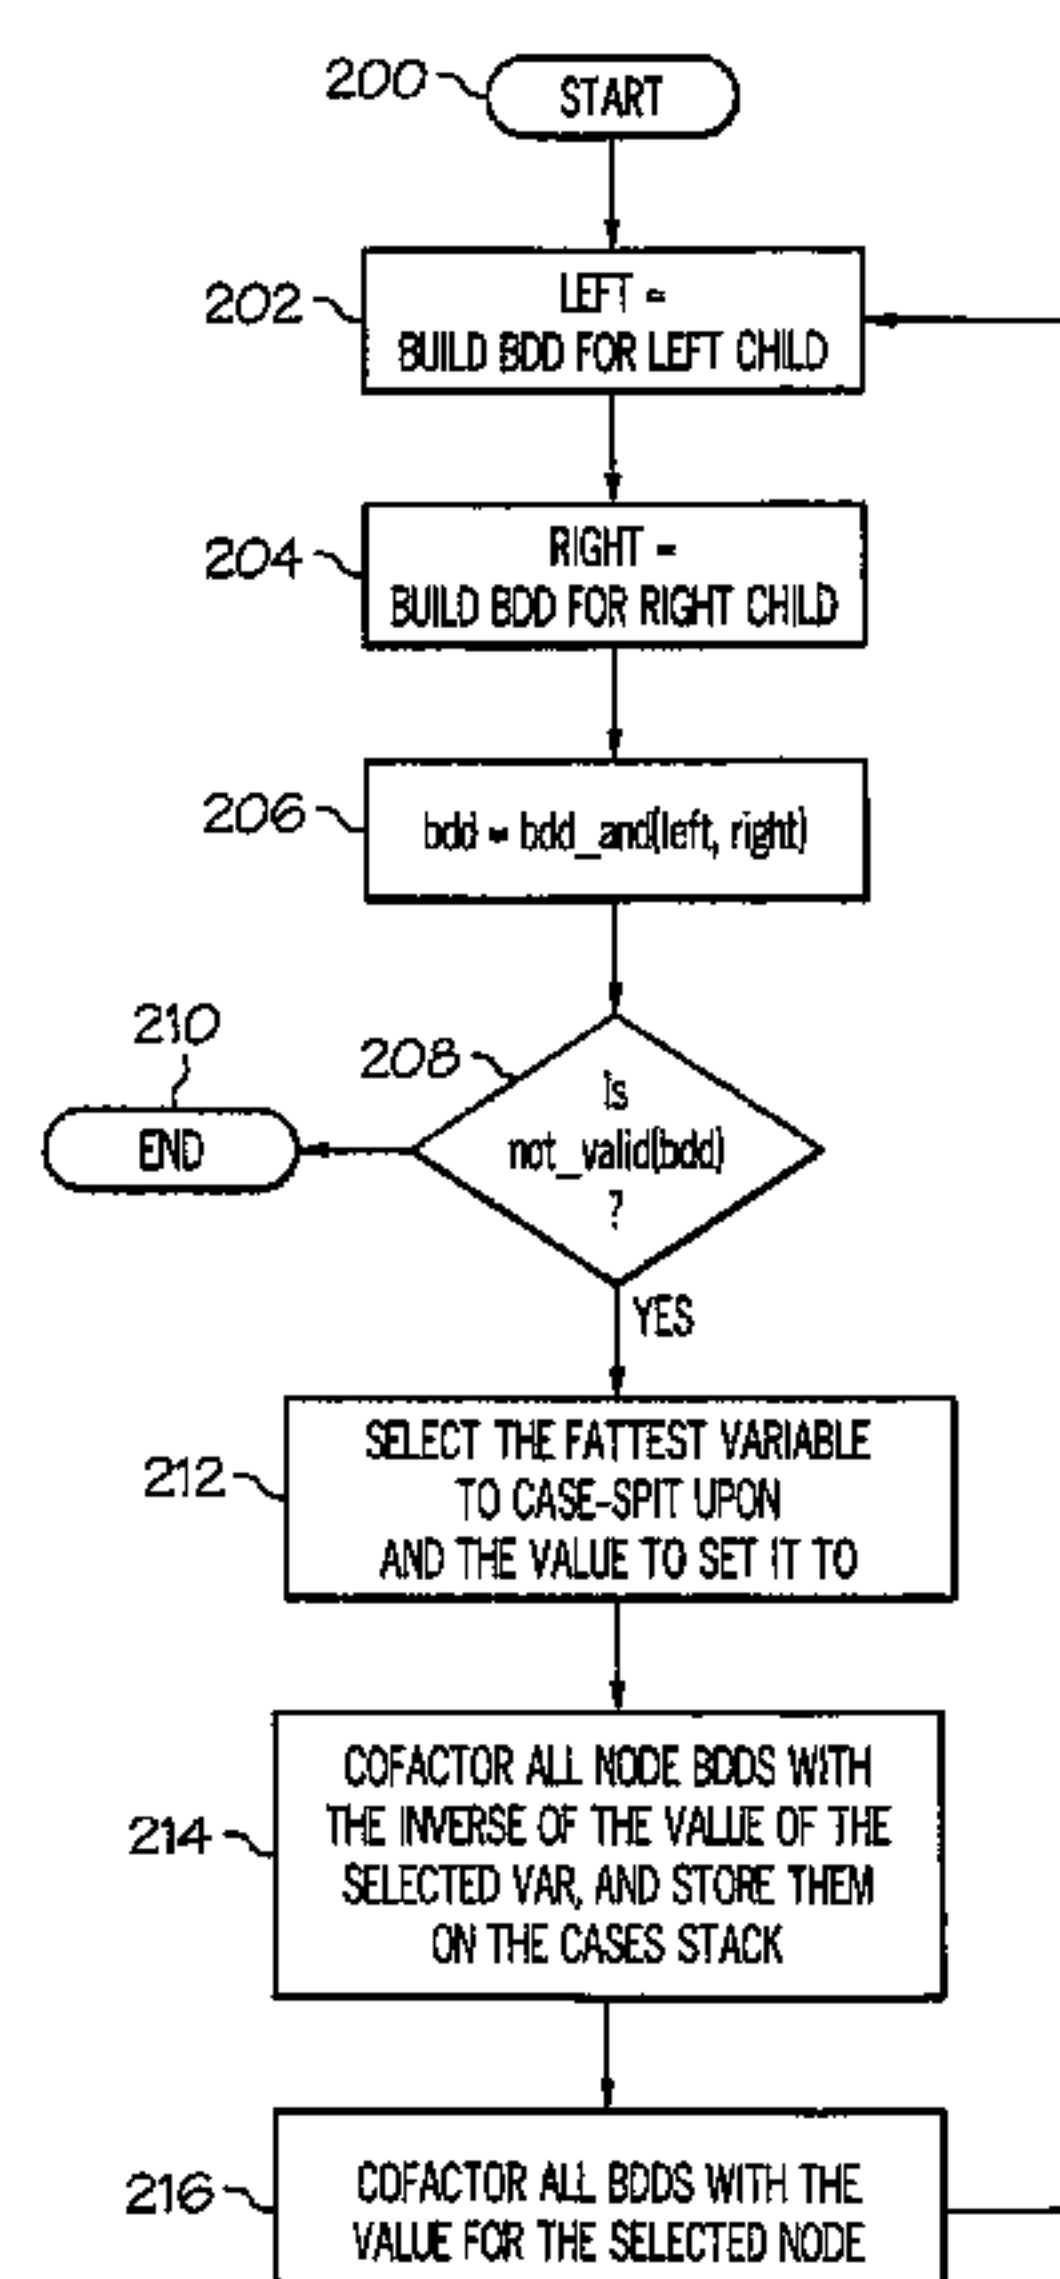 200
START
202
LEFT =
BUILD BDD FOR LEFT CHILD
204
RIGHT =
BUILD BDD FOR RIGHT CHILD
206
bdd = bdd_and(left, right)
210
208
END
Is
not_valid(bdd)
?
YES
212
SELECT THE FATTEST VARIABLE
TO CASE-SPIT UPON
AND THE VALUE TO SET IT TO
214
COFACTOR ALL NODE BDDS WITH
THE INVERSE OF THE VALUE OF THE
SELECTED VAR, AND STORE THEM
ON THE CASES STACK
216
COFACTOR ALL BDDS WITH THE
VALUE FOR THE SELECTED NODE